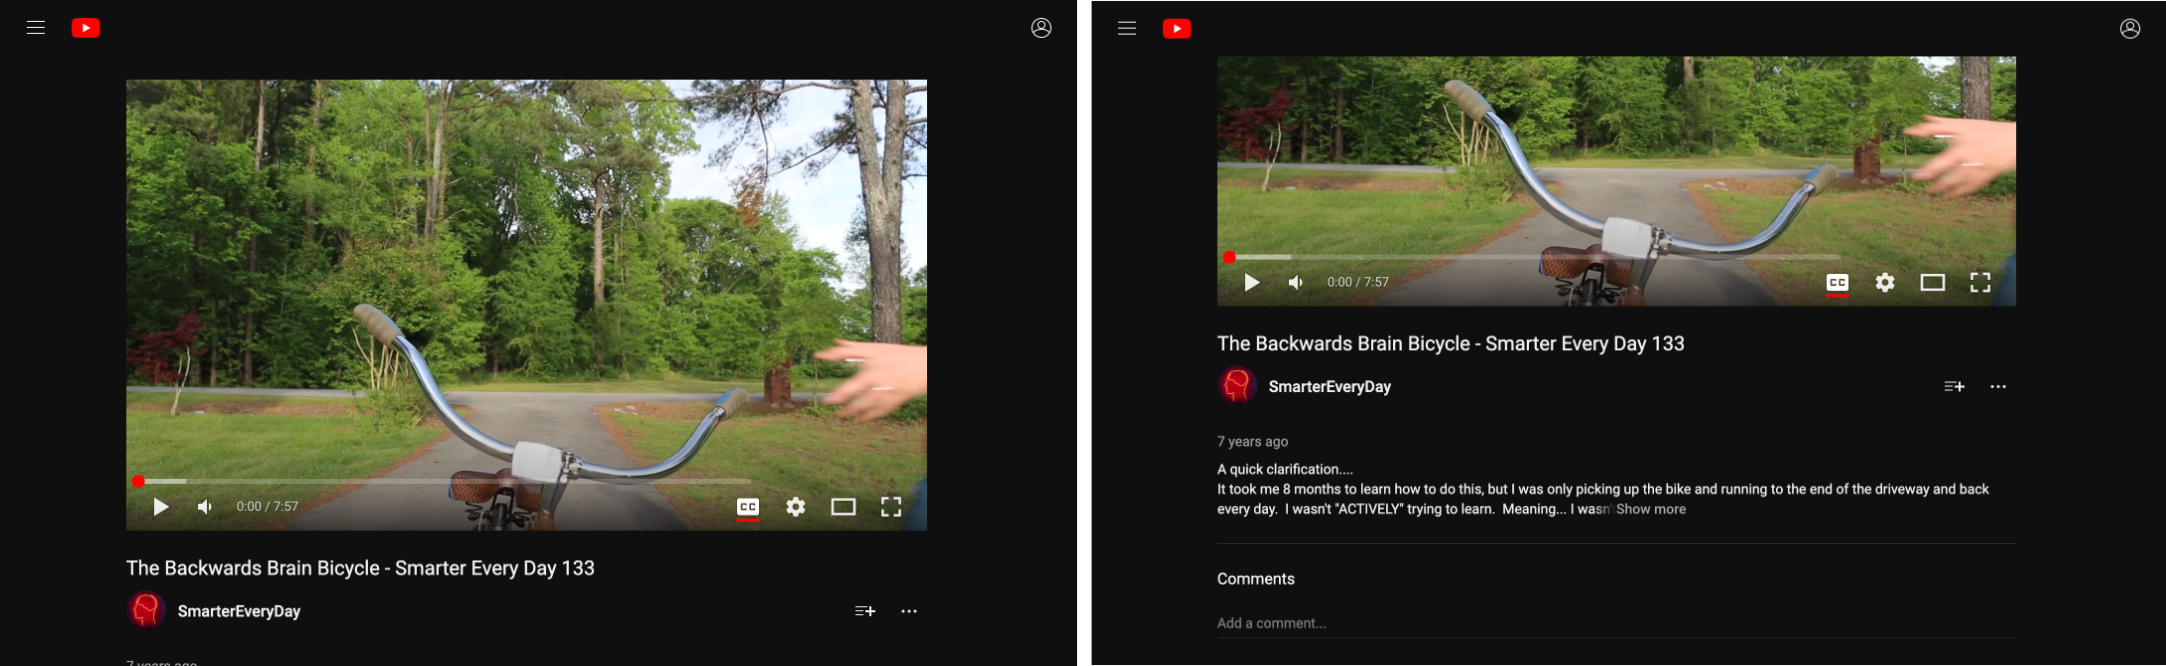 CC
0:00 / 7:57
The Backwards Brain Bicycle - Smarter Every Day 133
SmarterEveryDay
7 years ago
CC
0:00 / 7:57
The Backwards Brain Bicycle - Smarter Every Day 133
SmarterEveryDay
7 years ago
A quick clarification....
It took me 8 months to learn how to do this, but I was only picking up the bike and running to the end of the driveway and back
every day.  I wasn't "ACTIVELY" trying to learn.  Meaning... I wasn Show more
Comments
Add a comment...